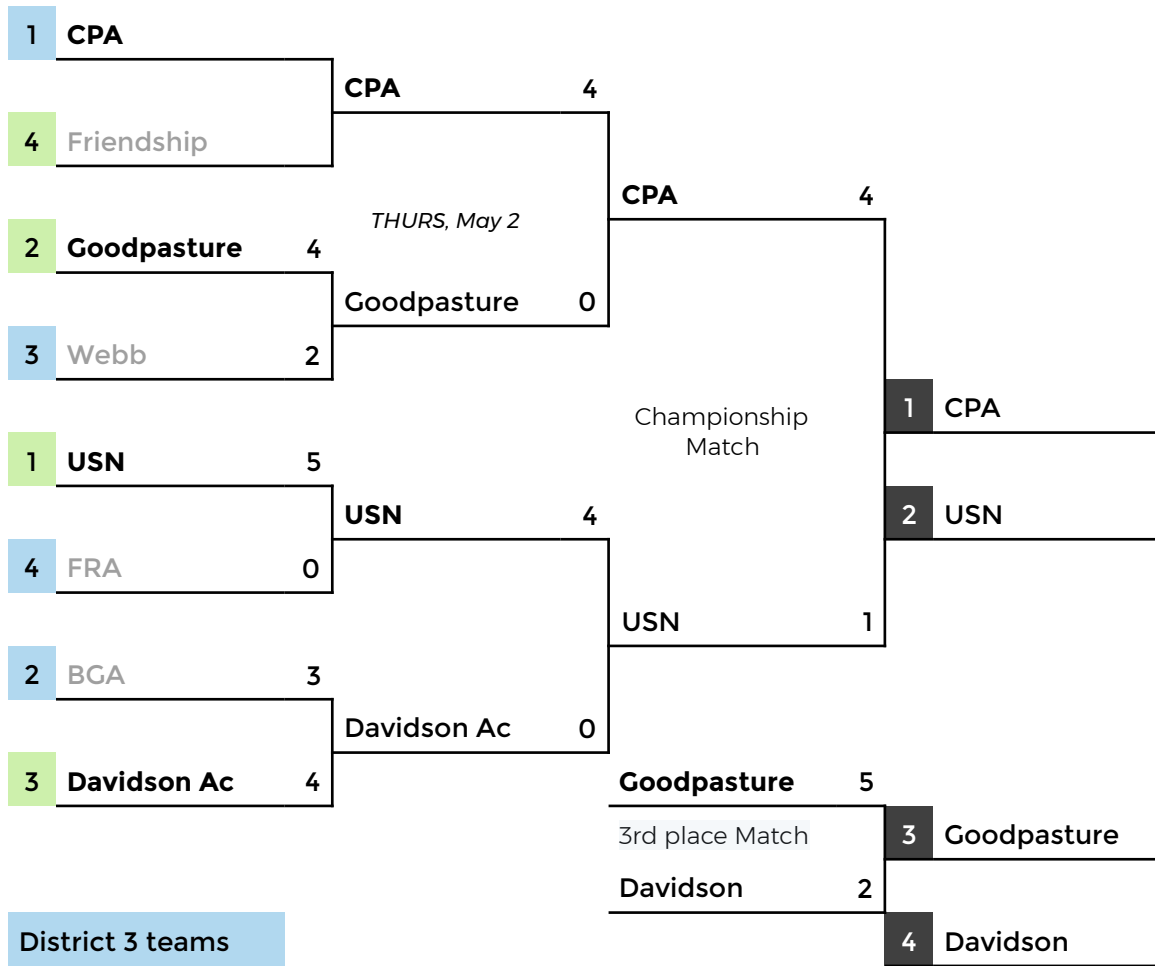 1 CPA
CPA 4
4 Friendship
CPA 4
THURS, May 2
2 Goodpasture 4
Goodpasture 0
3 Webb 2
1 CPA
Championship
Match
1 USN 5
USN 4
2 USN
4 FRA 0
USN 1
2 BGA 3
Davidson Ac 0
3 Davidson Ac 4
Goodpasture 5
3rd place Match
3 Goodpasture
Davidson 2
District 3 teams
4 Davidson